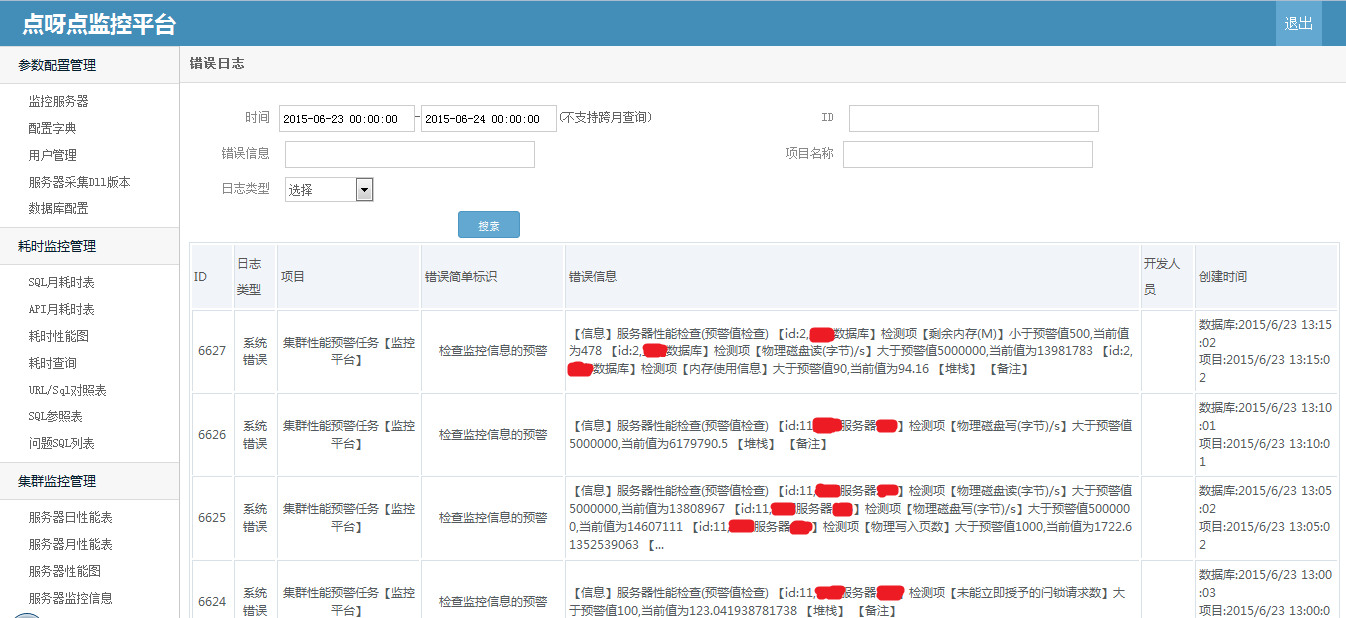 点呀点监控平台
退出
参数配置管理
监控服务器
配置字典
用户管理
服务器采集Dll版本
数据库配置
耗时监控管理
SQL月耗时表
API月耗时表
耗时性能图
耗时查询
URL/Sql对照表
SQL参照表
问题SQL列表
集群监控管理
服务器日性能表
服务器月性能表
服务器性能图
服务器监控信息
错误日志
时间 2015-06-23 00:00:00 - 2015-06-24 00:00:00 (不支持跨月查询) ID
错误信息 项目名称
日志类型 选择
搜索
ID 日志类型 项目 错误简单标识 错误信息 开发人员 创建时间
6627
系统
错误
集群性能预警任务【监控
平台】
检查监控信息的预警
【信息】服务器性能检查(预警值检查) 【id:2, 数据库】检测项【剩余内存(M)】小于预警值500,当前值
为478 【id:2, 数据库】检测项【物理磁盘读(字节)/s】大于预警值5000000,当前值为13981783 【id:2,
数据库】检测项【内存使用信息】大于预警值90,当前值为94.16 【堆栈】 【备注】
数据库:2015/6/23 13:15
:02
项目:2015/6/23 13:15:0
2
6626
系统
错误
集群性能预警任务【监控
平台】
检查监控信息的预警
【信息】服务器性能检查(预警值检查) 【id:11 服务器 】检测项【物理磁盘写(字节)/s】大于预警值
5000000,当前值为6179790.5 【堆栈】 【备注】
数据库:2015/6/23 13:10
:01
项目:2015/6/23 13:10:0
1
6625
系统
错误
集群性能预警任务【监控
平台】
检查监控信息的预警
【信息】服务器性能检查(预警值检查) 【id:11, 服务器 】检测项【物理磁盘读(字节)/s】大于预警值
5000000,当前值为13808967 【id:11, 服务器 】检测项【物理磁盘写(字节)/s】大于预警值500000
0,当前值为14607111 【id:11, 服务器 】检测项【物理写入页数】大于预警值1000,当前值为1722.6
1352539063 【...
数据库:2015/6/23 13:05
:02
项目:2015/6/23 13:05:0
2
6624
系统
错误
集群性能预警任务【监控
平台】
检查监控信息的预警
【信息】服务器性能检查(预警值检查) 【id:11, 服务器 检测项【未能立即授予的闩锁请求数】大
于预警值100,当前值为123.041938781738 【堆栈】 【备注】
数据库:2015/6/23 13:00
:03
项目:2015/6/23 13:00:0